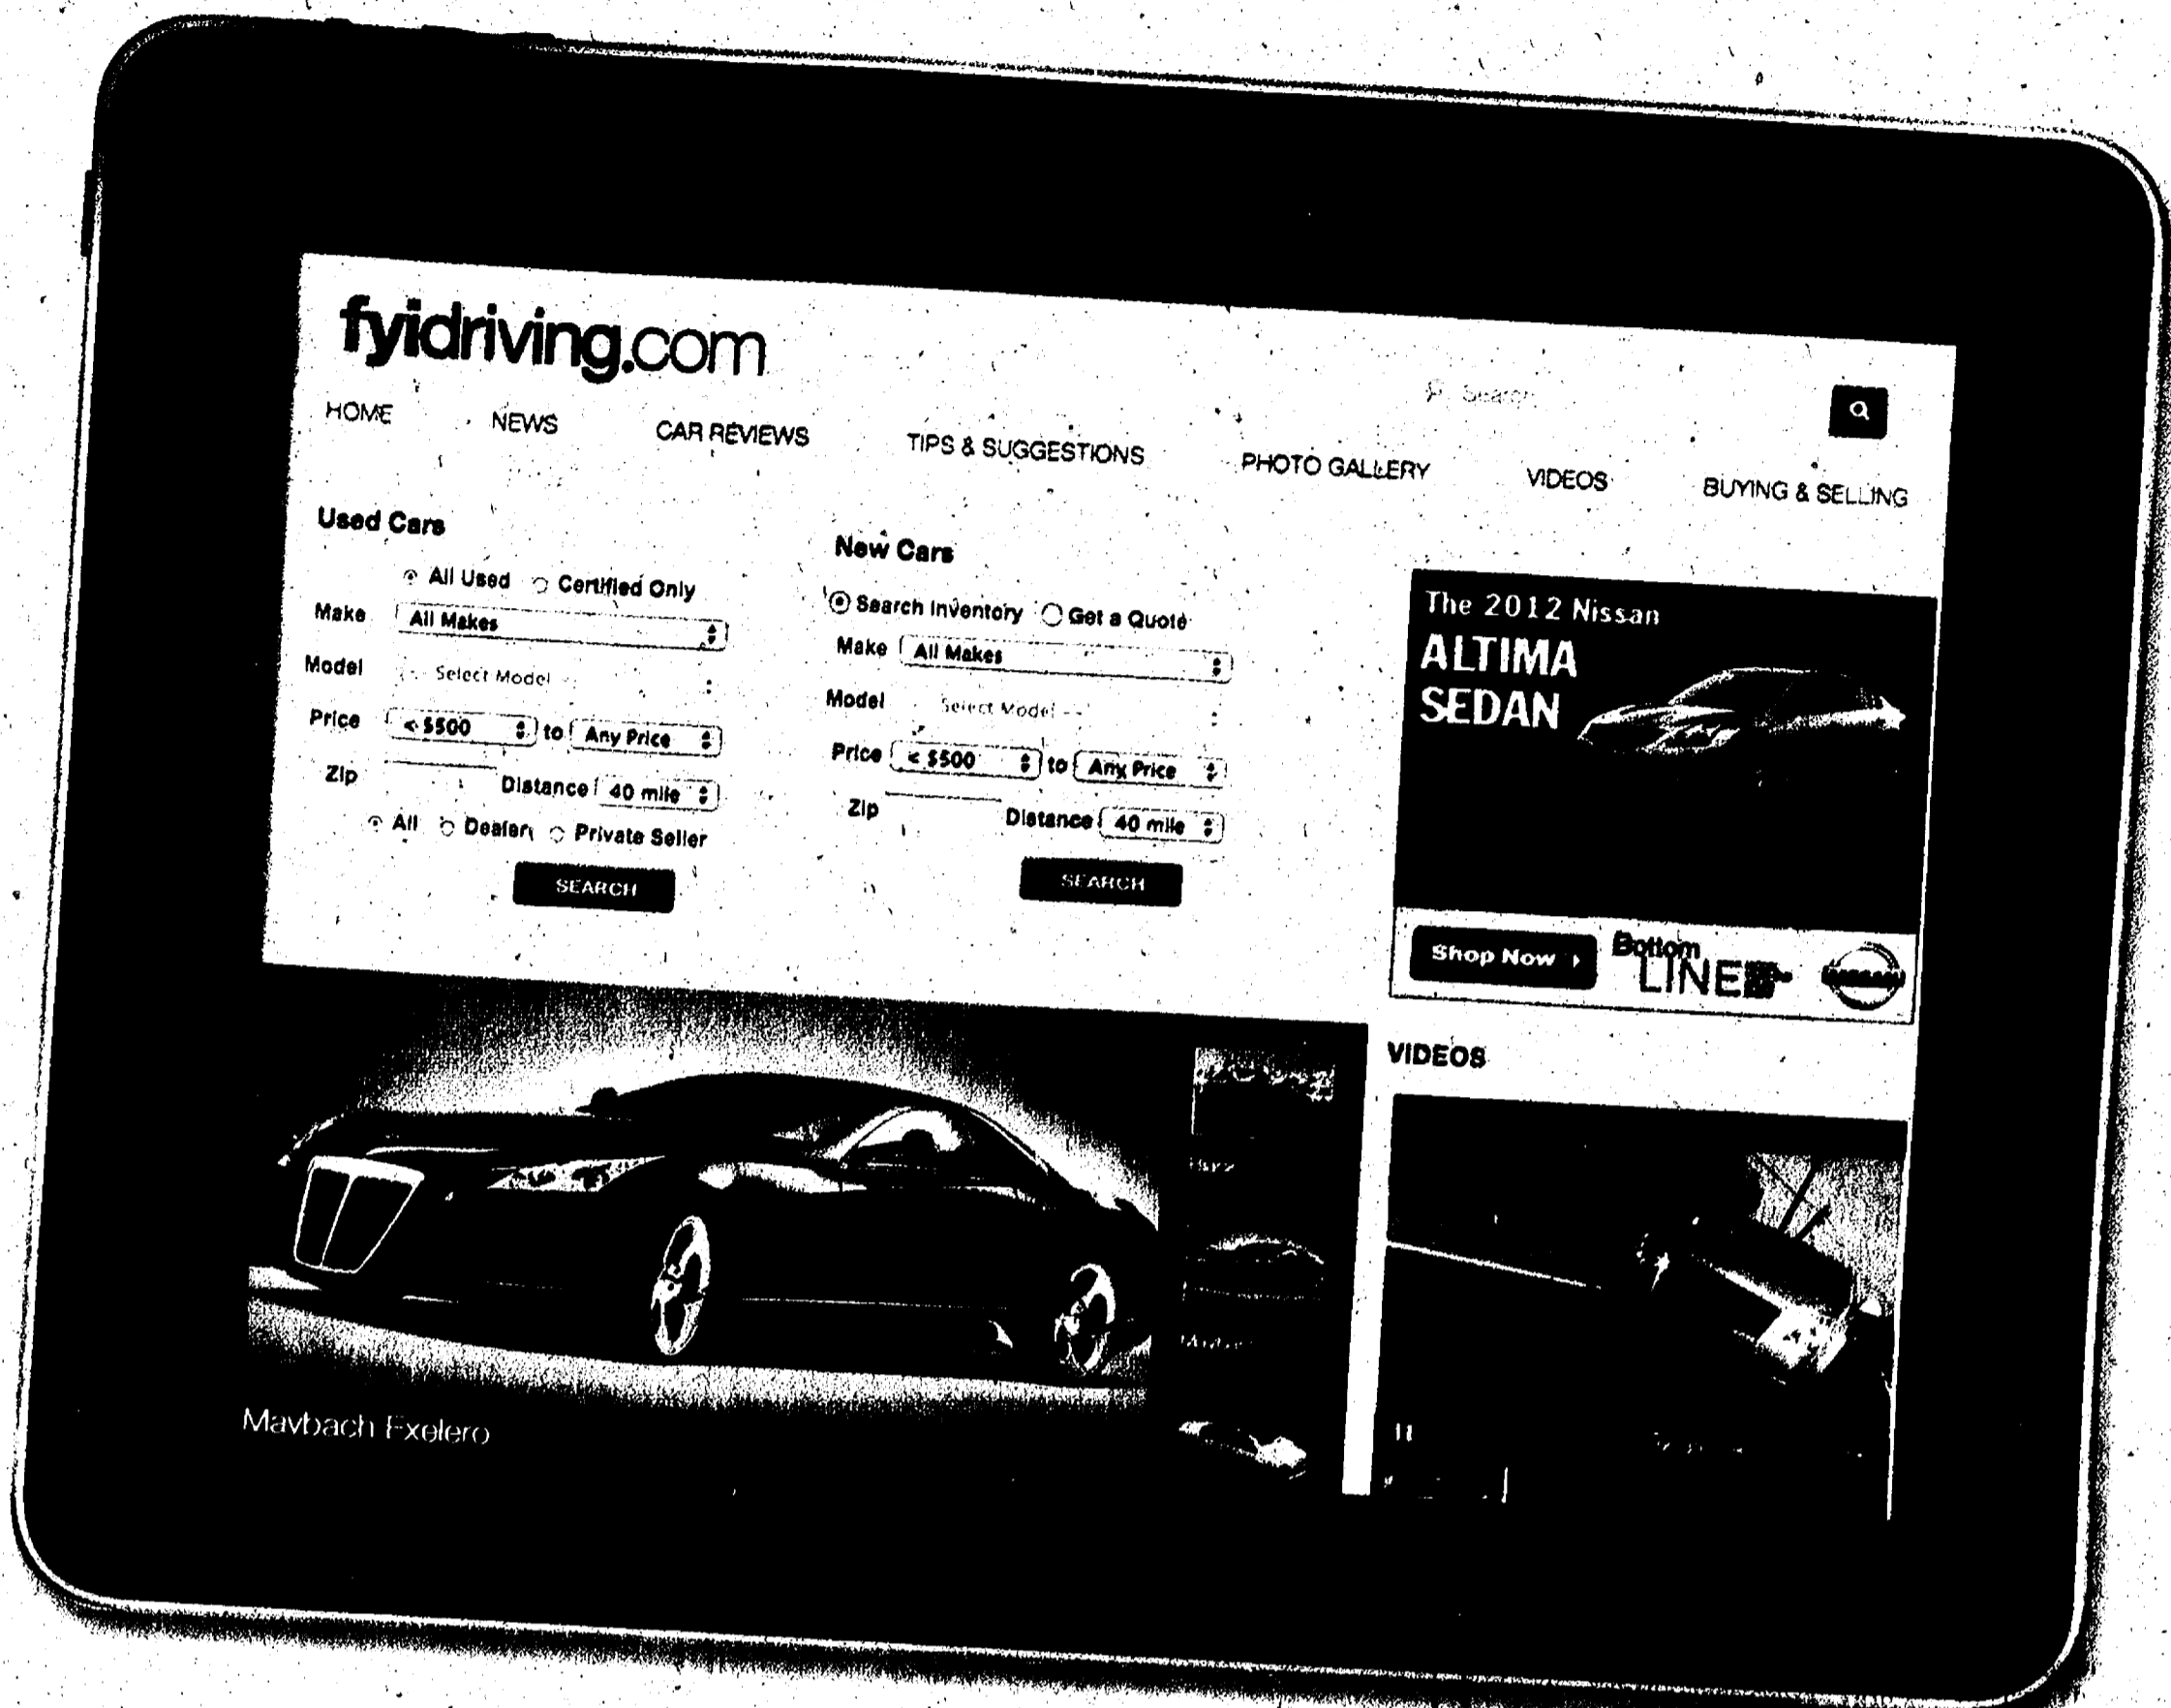 fyidriving.com
Search
HOME NEWS CAR REVIEWS TIPS & SUGGESTIONS PHOTO GALLERY VIDEOS BUYING & SELLING
Used Cars
All Used Certified Only
Make All Makes
Model Select Model --
Price < $500 to Any Price
Zip Distance 40 mile
All Dealer Private Seller
SEARCH
New Cars
Search Inventory Get a Quote
Make All Makes
Model Select Model --
Price < $500 to Any Price
Zip Distance 40 mile
SEARCH
The 2012 Nissan
ALTIMA
SEDAN
Shop Now
Bottom
LINE
NISSAN
Maybach Exelero
VIDEOS